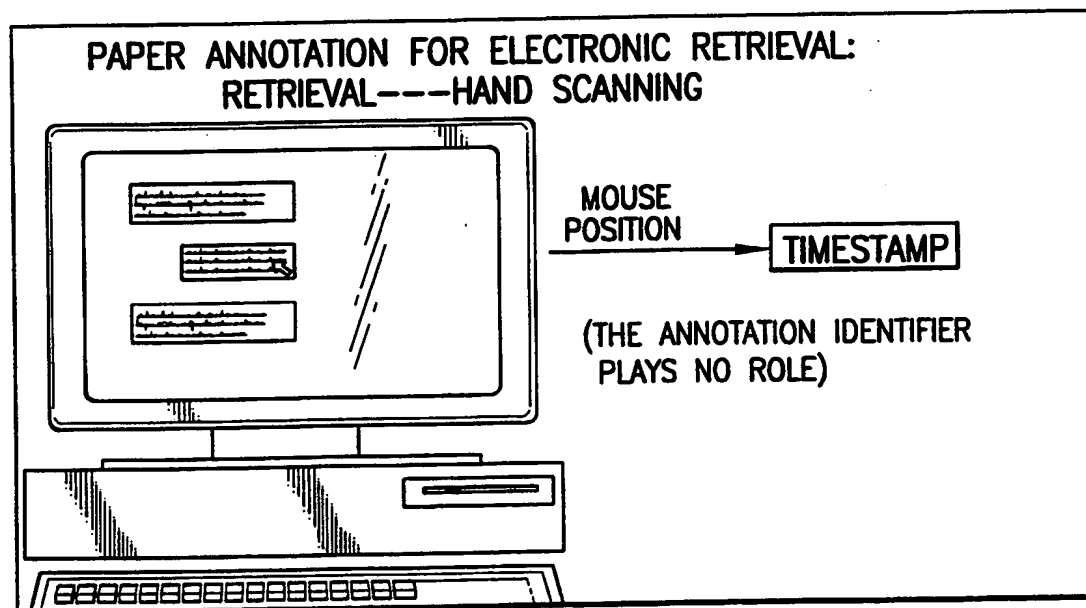 PAPER ANNOTATION FOR ELECTRONIC RETRIEVAL:
RETRIEVAL---HAND SCANNING
MOUSE
POSITION
TIMESTAMP
(THE ANNOTATION IDENTIFIER
PLAYS NO ROLE)